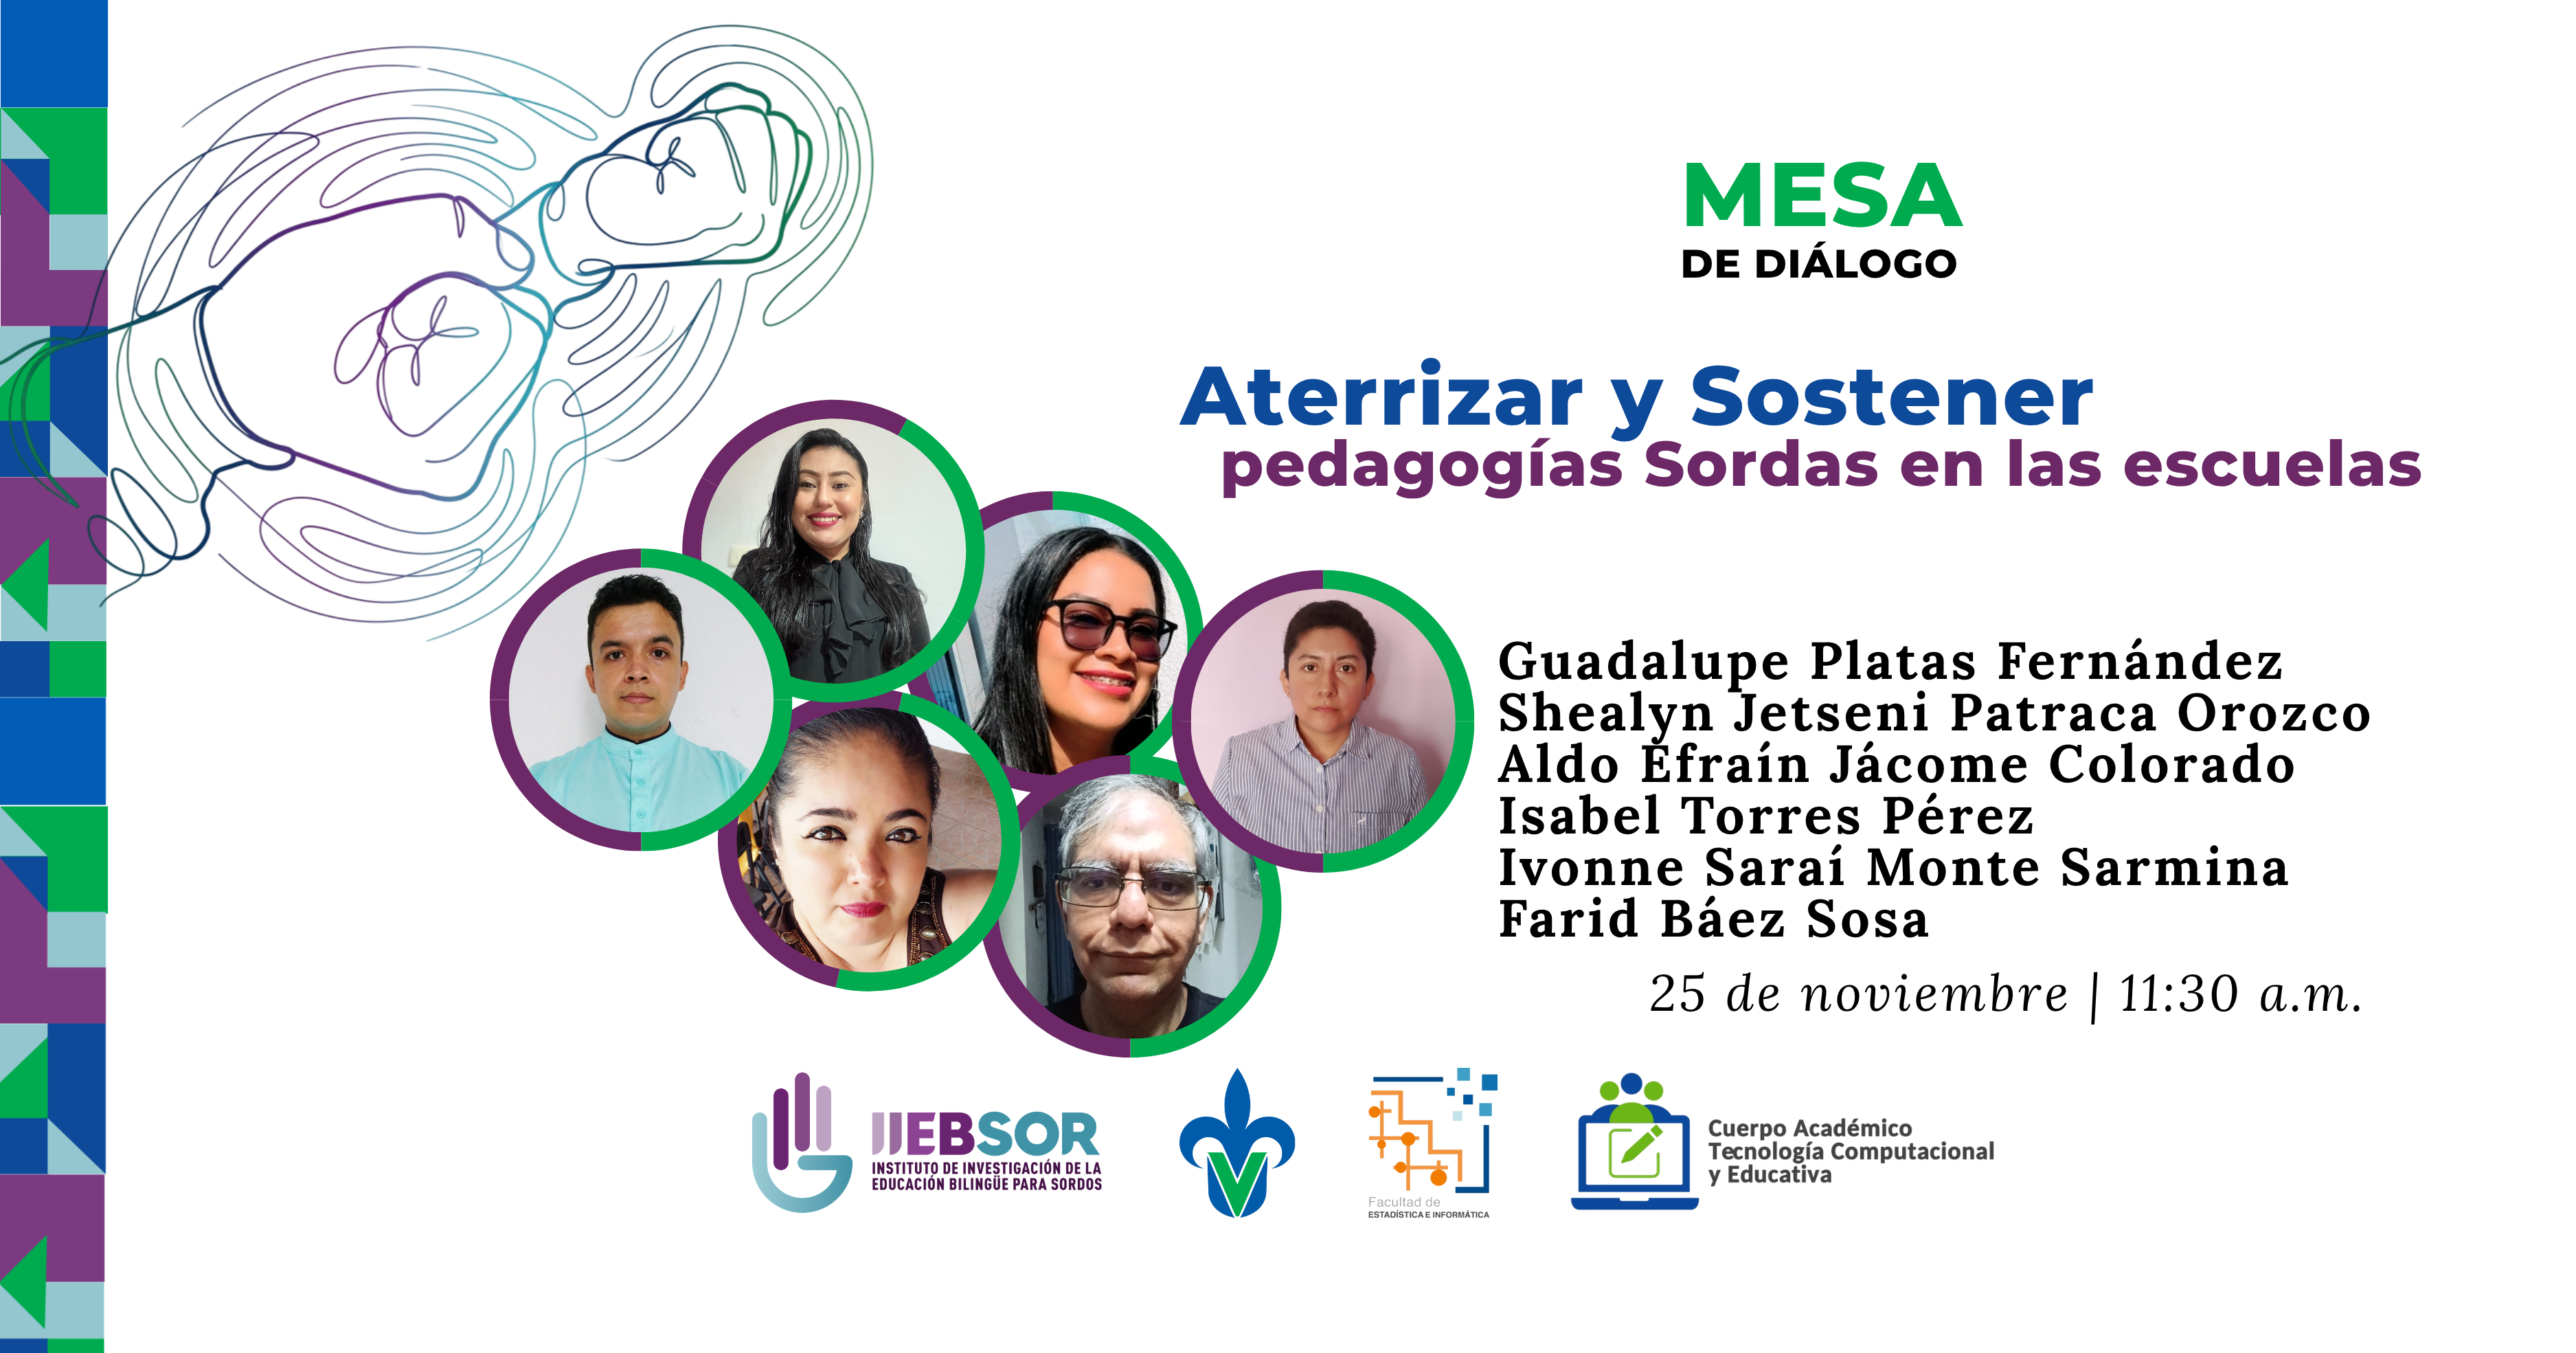 MESA
DE DIÁLOGO
Aterrizar y Sostener
pedagogías Sordas en las escuelas
Guadalupe Platas Fernández
Shealyn Jetseni Patraca Orozco
Aldo Efraín Jácome Colorado
Isabel Torres Pérez
Ivonne Saraí Monte Sarmina
Farid Báez Sosa
25 de noviembre | 11:30 a.m.
IIEBSOR
INSTITUTO DE INVESTIGACIÓN DE LA
EDUCACIÓN BILINGÜE PARA SORDOS
Facultad de
ESTADÍSTICA E INFORMÁTICA
Cuerpo Académico
Tecnología Computacional
y Educativa